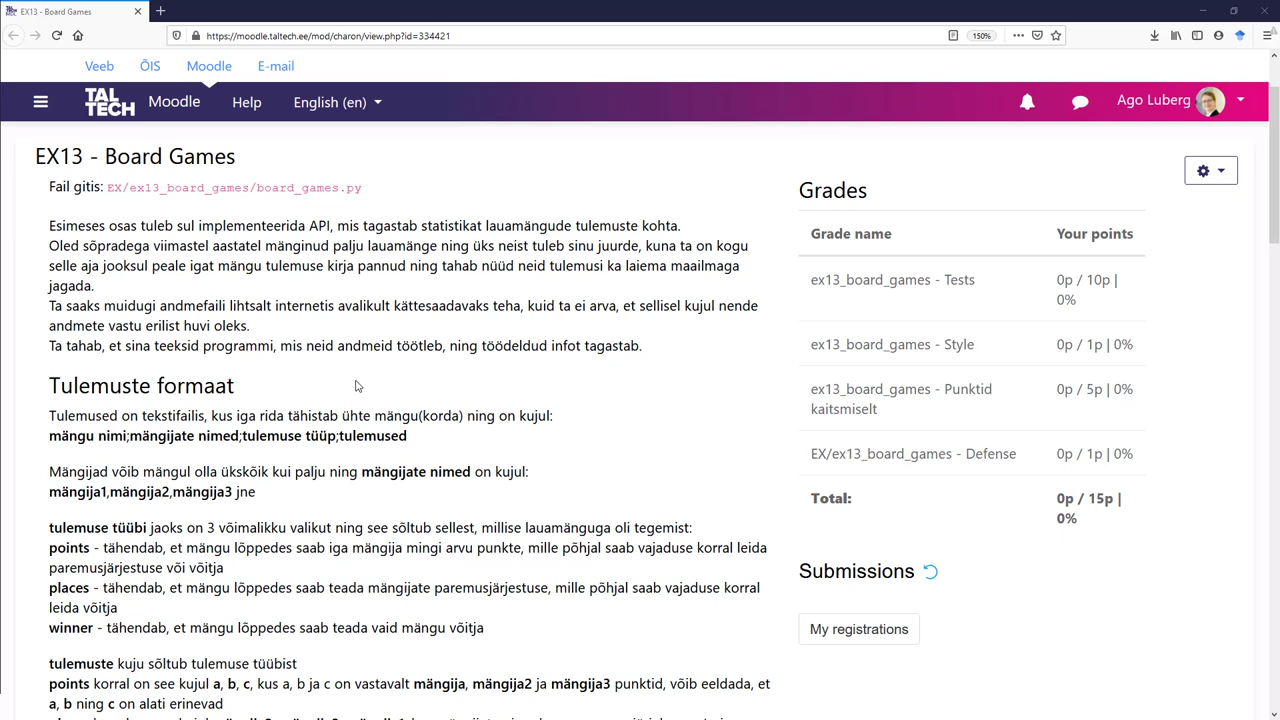 EX13 - Board Games
https://moodle.taltech.ee/mod/charon/view.php?id=334421
150%
Veeb ÕIS Moodle E-mail
TAL TECH Moodle Help English (en) Ago Luberg
EX13 - Board Games
Fail gitis: EX/ex13_board_games/board_games.py
Esimeses osas tuleb sul implementeerida API, mis tagastab statistikat lauamängude tulemuste kohta.
Oled sõpradega viimastel aastatel mänginud palju lauamänge ning üks neist tuleb sinu juurde, kuna ta on kogu
selle aja jooksul peale igat mängu tulemuse kirja pannud ning tahab nüüd neid tulemusi ka laiema maailmaga
jagada.
Ta saaks muidugi andmefaili lihtsalt internetis avalikult kättesaadavaks teha, kuid ta ei arva, et sellisel kujul nende
andmete vastu erilist huvi oleks.
Ta tahab, et sina teeksid programmi, mis neid andmeid töötleb, ning töödeldud infot tagastab.
Tulemuste formaat
Tulemused on tekstifailis, kus iga rida tähistab ühte mängu(korda) ning on kujul:
mängu nimi;mängijate nimed;tulemuse tüüp;tulemused
Mängijad võib mängul olla ükskõik kui palju ning mängijate nimed on kujul:
mängija1,mängija2,mängija3 jne
tulemuse tüübi jaoks on 3 võimalikku valikut ning see sõltub sellest, millise lauamänguga oli tegemist:
points - tähendab, et mängu lõppedes saab iga mängija mingi arvu punkte, mille põhjal saab vajaduse korral leida
paremusjärjestuse või võitja
places - tähendab, et mängu lõppedes saab teada mängijate paremusjärjestuse, mille põhjal saab vajaduse korral
leida võitja
winner - tähendab, et mängu lõppedes saab teada vaid mängu võitja
tulemuste kuju sõltub tulemuse tüübist
points korral on see kujul a, b, c, kus a, b ja c on vastavalt mängija, mängija2 ja mängija3 punktid, võib eeldada, et
a, b ning c on alati erinevad
Grades
Grade name Your points
ex13_board_games - Tests 0p / 10p |
0%
ex13_board_games - Style 0p / 1p | 0%
ex13_board_games - Punktid 0p / 5p | 0%
kaitsmiselt
EX/ex13_board_games - Defense 0p / 1p | 0%
Total: 0p / 15p |
0%
Submissions
My registrations